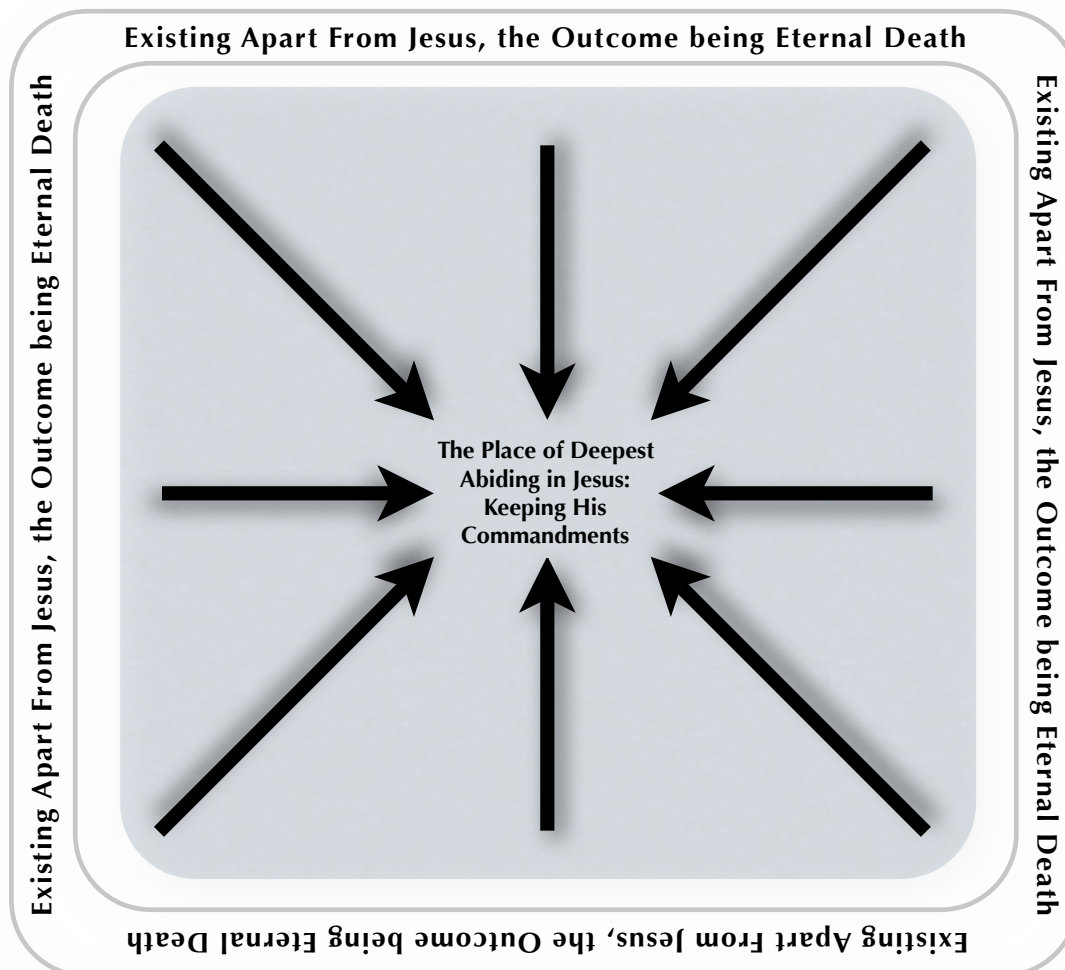 Existing Apart From Jesus, the Outcome being Eternal Death
Existing Apart From Jesus, the Outcome being Eternal Death
Existing Apart From Jesus, the Outcome being Eternal Death
The Place of Deepest
Abiding in Jesus:
Keeping His
Commandments
Existing Apart From Jesus, the Outcome being Eternal Death